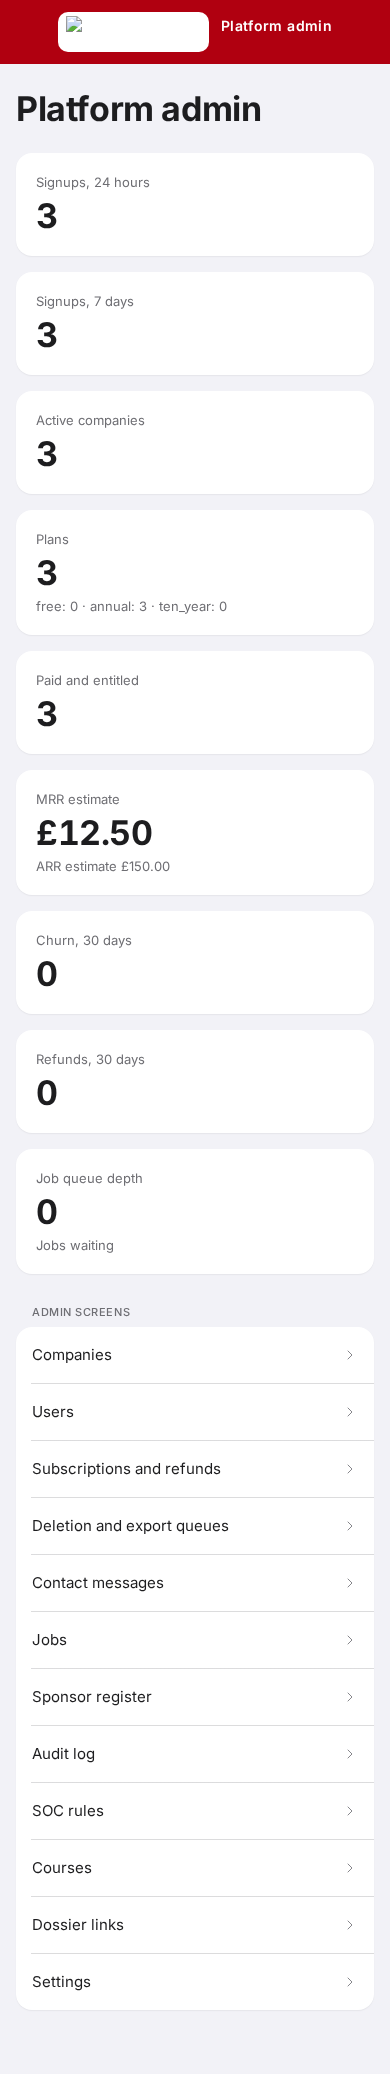 Platform admin
Platform admin
Signups, 24 hours
3
Signups, 7 days
3
Active companies
3
Plans
3
free: 0 · annual: 3 · ten_year: 0
Paid and entitled
3
MRR estimate
£12.50
ARR estimate £150.00
Churn, 30 days
0
Refunds, 30 days
0
Job queue depth
0
Jobs waiting
ADMIN SCREENS
Companies
Users
Subscriptions and refunds
Deletion and export queues
Contact messages
Jobs
Sponsor register
Audit log
SOC rules
Courses
Dossier links
Settings